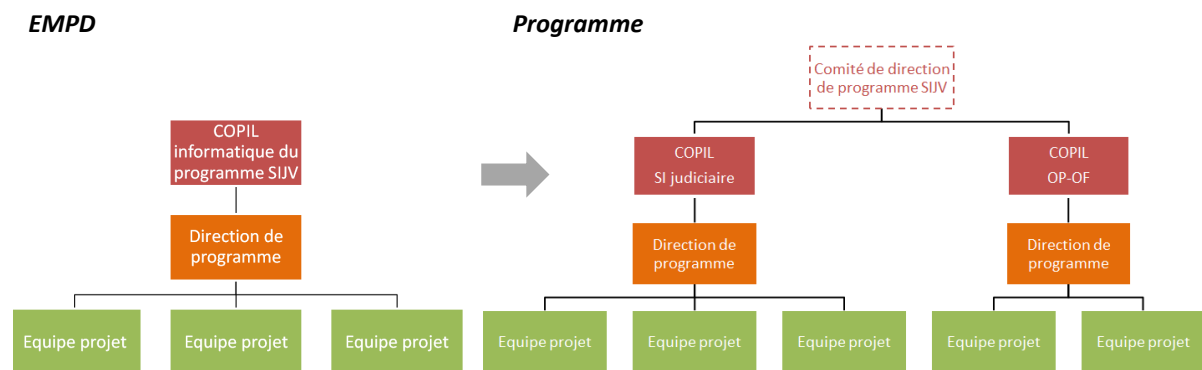 EMPD
COPIL
informatique du
programme SIJV
Direction de
programme
Equipe projet
Equipe projet
Equipe projet
Programme
Comité de direction
de programme SIJV
COPIL
SI judiciaire
COPIL
OP-OF
Direction de
programme
Direction de
programme
Equipe projet
Equipe projet
Equipe projet
Equipe projet
Equipe projet